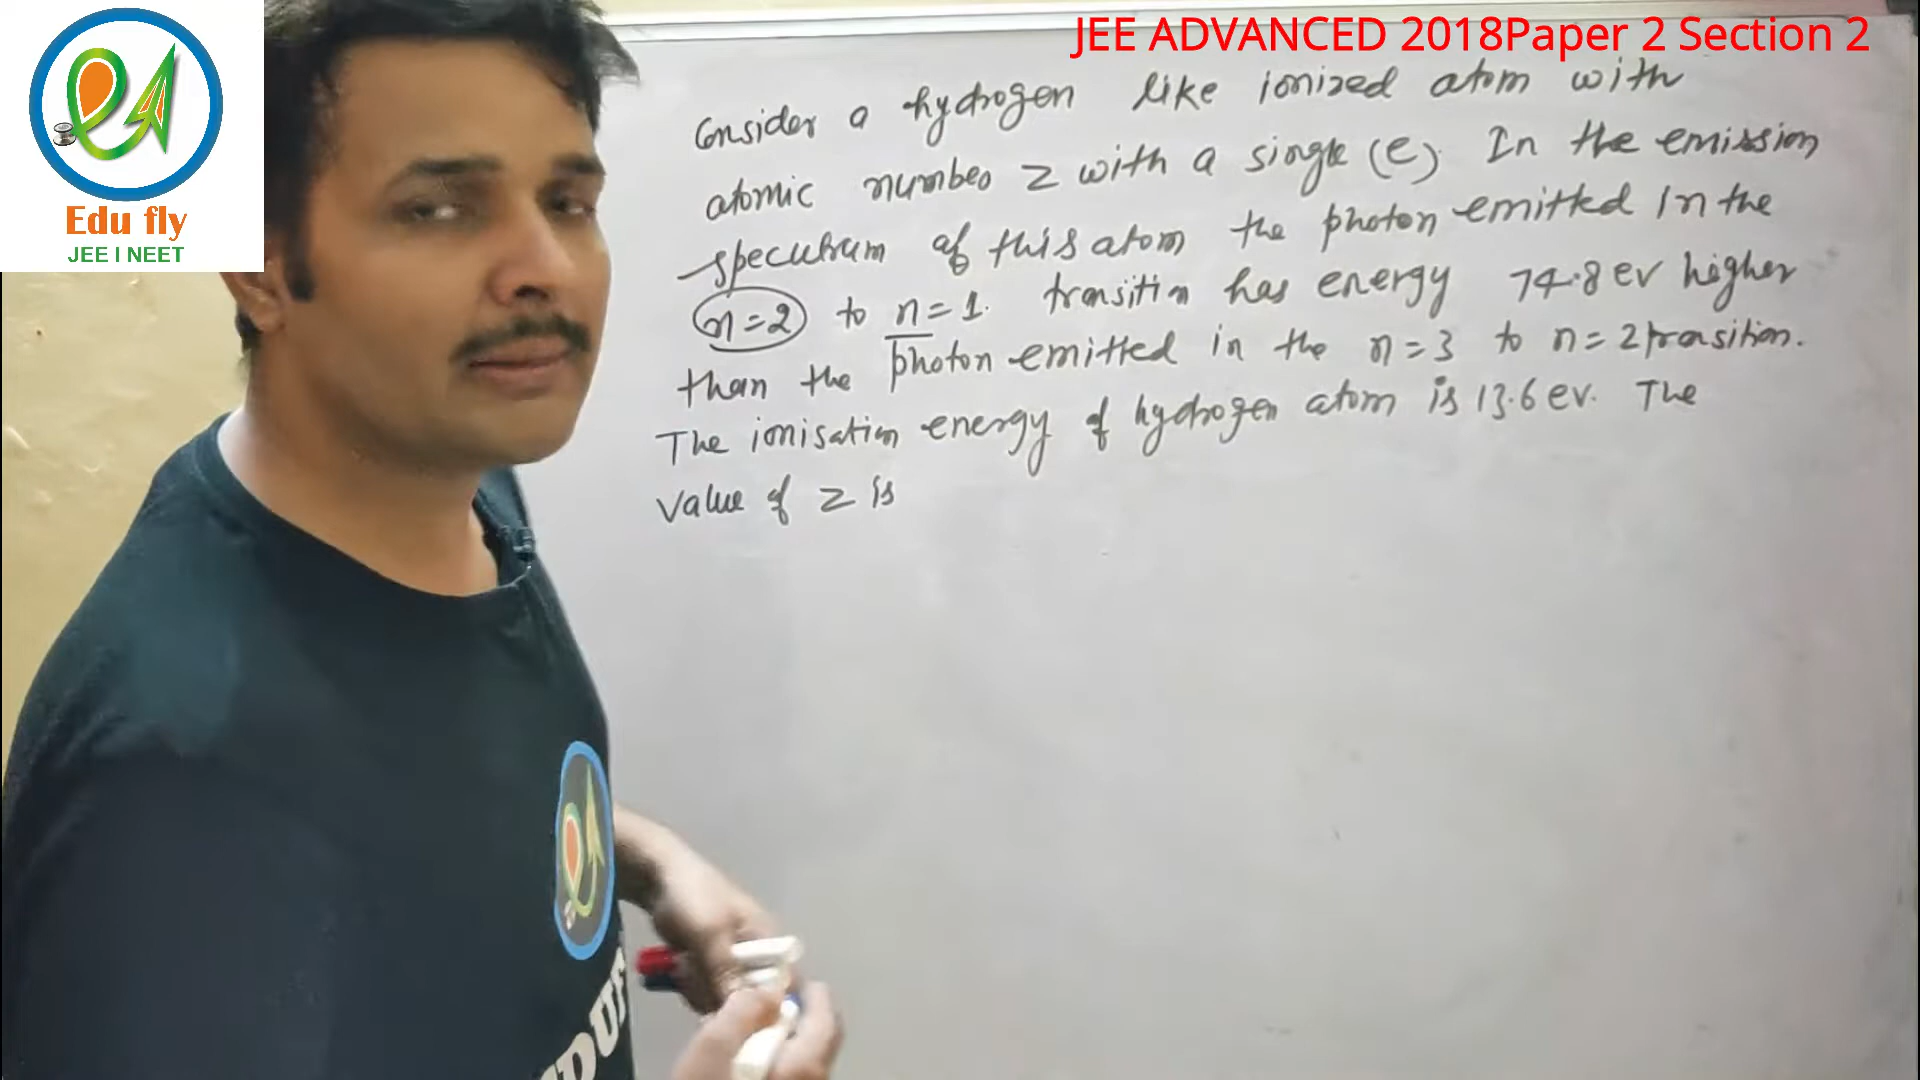 JEE ADVANCED 2018Paper 2 Section 2
Edu fly
JEE I NEET
Consider a hydrogen like ionized atom with
atomic number Z with a single (e). In the emission
spectrum of this atom the photon emitted in the
n=2 to n=1. transition has energy 74.8 ev higher
than the photon emitted in the n=3 to n=2 transition.
The ionisation energy of hydrogen atom is 13.6 ev. The
value of Z is